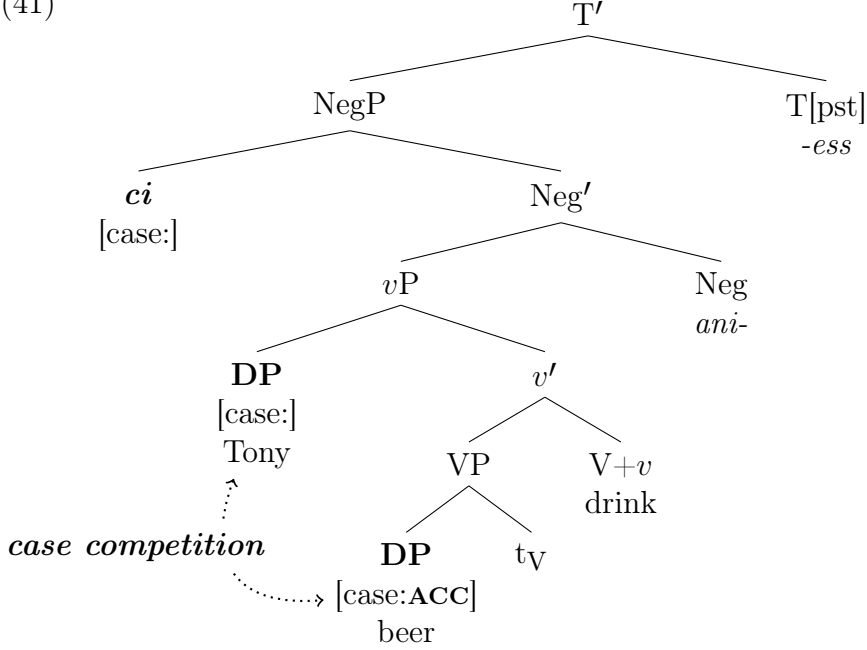 (41)
T′
NegP T[pst]
-ess
ci Neg′
[case:]
vP Neg
ani-
DP v′
[case:]
Tony VP V+v
drink
case competition DP tV
[case:ACC]
beer